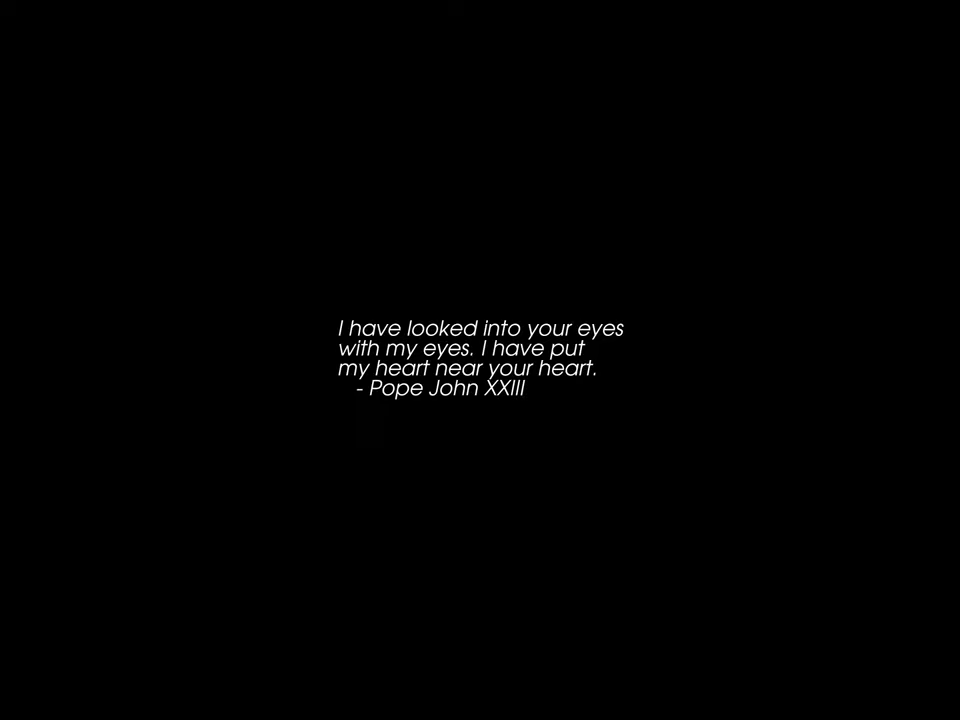 I have looked into your eyes
with my eyes. I have put
my heart near your heart.
- Pope John XXIII